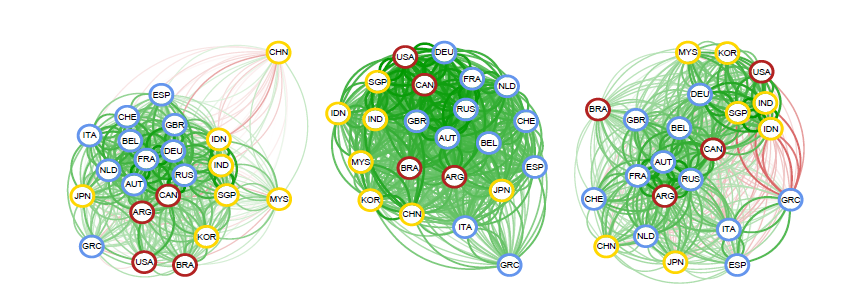 CHN
ESP
CHE
GBR
ITA
BEL
IDN
FRA
DEU
IND
NLD
RUS
AUT
JPN
CAN
SGP
MYS
ARG
KOR
GRC
USA
BRA
USA
DEU
SGP
CAN
FRA
NLD
IDN
IND
GBR
RUS
CHE
AUT
BEL
MYS
BRA
ARG
ESP
KOR
JPN
CHN
ITA
GRC
MYS
KOR
USA
DEU
BRA
GBR
SGP
IND
BEL
IDN
CAN
AUT
FRA
RUS
CHE
ARG
GRC
CHN
NLD
ITA
JPN
ESP